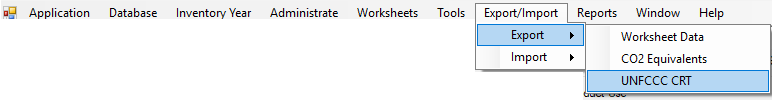 Application Database Inventory Year Administrate Worksheets Tools Export/Import Reports Window Help
Export
Import
Worksheet Data
CO2 Equivalents
UNFCCC CRT